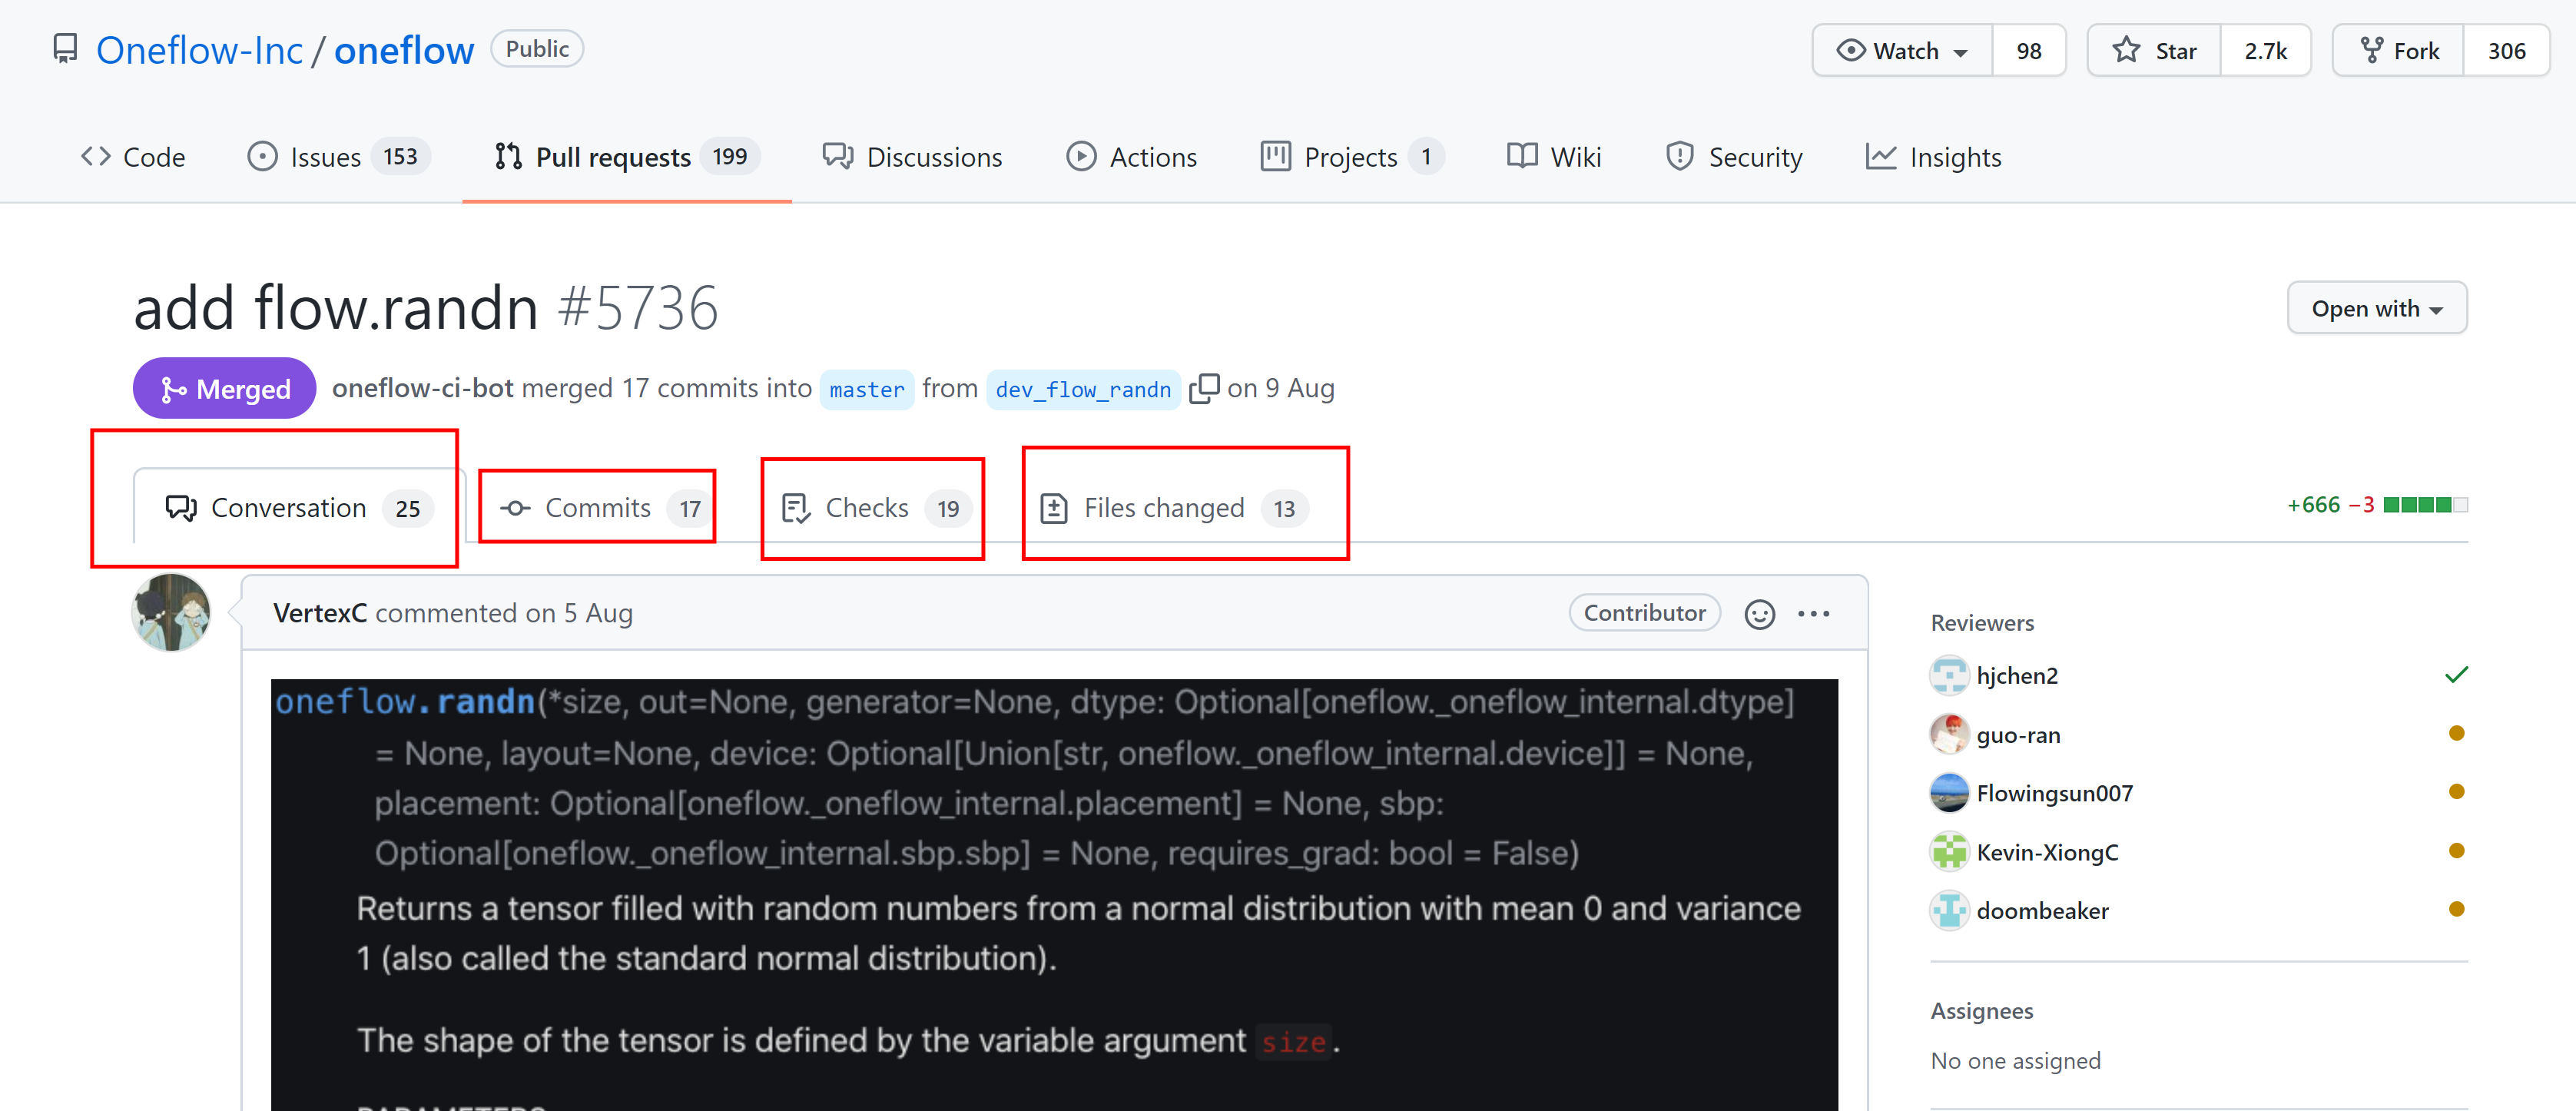 Oneflow-Inc / oneflow Public Watch 98 Star 2.7k Fork 306
Code Issues 153 Pull requests 199 Discussions Actions Projects 1 Wiki Security Insights
add flow.randn #5736
Open with
Merged oneflow-ci-bot merged 17 commits into master from dev_flow_randn on 9 Aug
Conversation 25 Commits 17 Checks 19 Files changed 13
+666 −3
VertexC commented on 5 Aug Contributor
oneflow.randn(*size, out=None, generator=None, dtype: Optional[oneflow._oneflow_internal.dtype]
= None, layout=None, device: Optional[Union[str, oneflow._oneflow_internal.device]] = None,
placement: Optional[oneflow._oneflow_internal.placement] = None, sbp:
Optional[oneflow._oneflow_internal.sbp.sbp] = None, requires_grad: bool = False)
Returns a tensor filled with random numbers from a normal distribution with mean 0 and variance
1 (also called the standard normal distribution).
The shape of the tensor is defined by the variable argument size.
Reviewers
hjchen2
guo-ran
Flowingsun007
Kevin-XiongC
doombeaker
Assignees
No one assigned